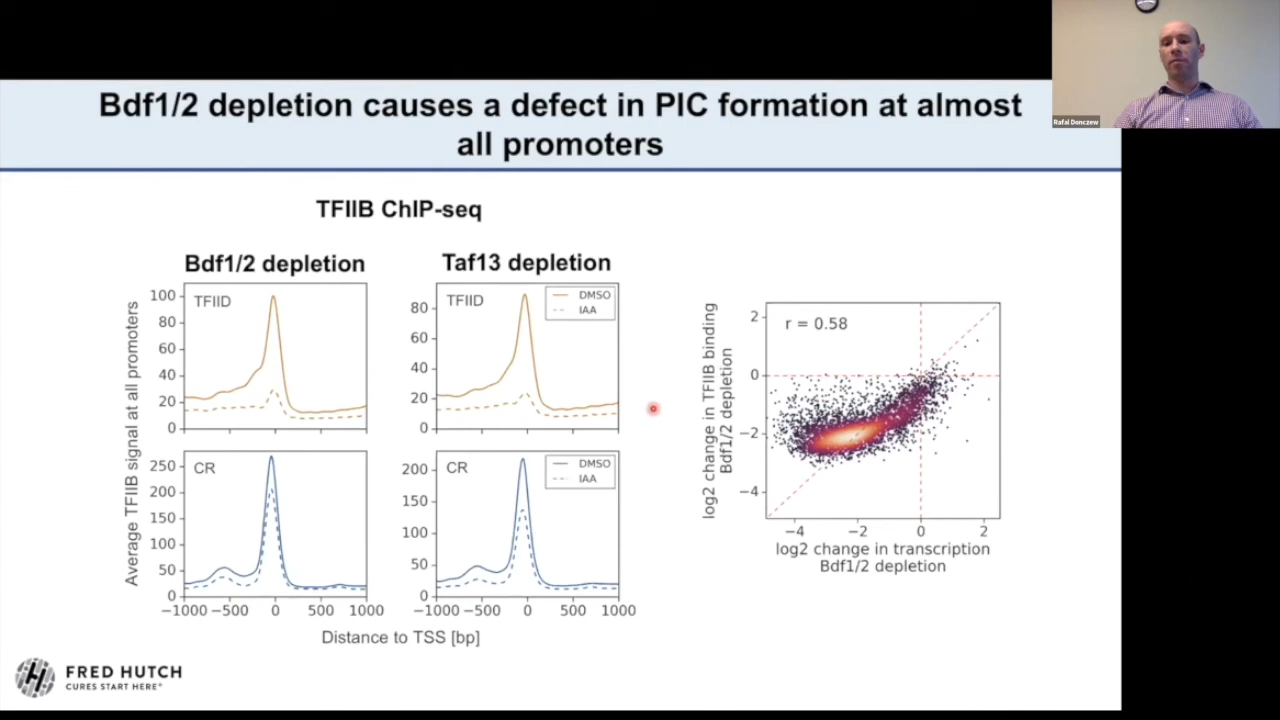 Bdf1/2 depletion causes a defect in PIC formation at almost
all promoters
Rafal Donczew
TFIIB ChIP-seq
Bdf1/2 depletion
Taf13 depletion
Average TFIIB signal at all promoters
TFIID
100
80
60
40
20
0
TFIID
DMSO
IAA
80
60
40
20
0
CR
250
200
150
100
50
0
−1000 −500 0 500 1000
CR
DMSO
IAA
200
150
100
50
0
−1000 −500 0 500 1000
Distance to TSS [bp]
log2 change in TFIIB binding
Bdf1/2 depletion
r = 0.58
2
0
−2
−4
−4 −2 0 2
log2 change in transcription
Bdf1/2 depletion
FRED HUTCH
CURES START HERE®